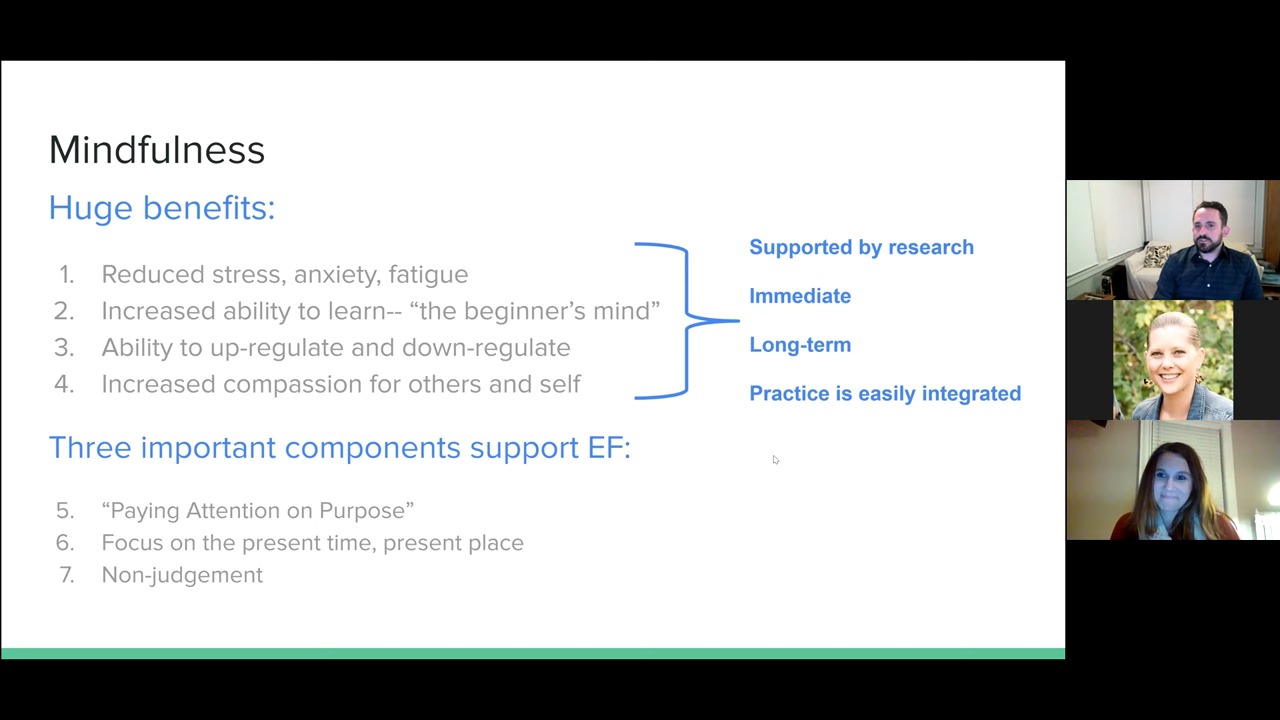 Mindfulness
Huge benefits:
1. Reduced stress, anxiety, fatigue
2. Increased ability to learn-- “the beginner’s mind”
3. Ability to up-regulate and down-regulate
4. Increased compassion for others and self
Supported by research
Immediate
Long-term
Practice is easily integrated
Three important components support EF:
5. “Paying Attention on Purpose”
6. Focus on the present time, present place
7. Non-judgement